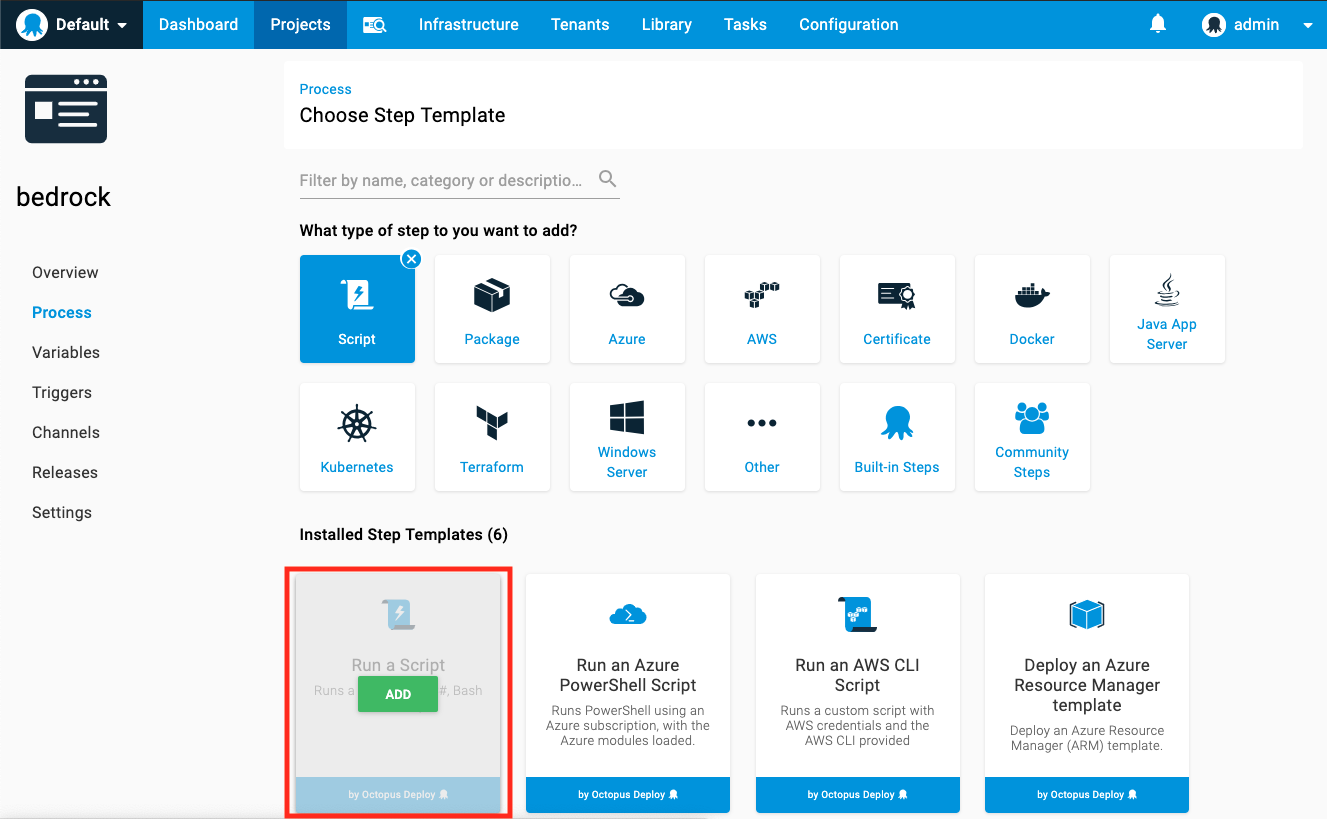 Default Dashboard Projects Infrastructure Tenants Library Tasks Configuration admin
Process
Choose Step Template
bedrock
Overview
Process
Variables
Triggers
Channels
Releases
Settings
Filter by name, category or descriptio...
What type of step to you want to add?
Script
Package
Azure
AWS
Certificate
Docker
Java App
Server
Kubernetes
Terraform
Windows
Server
Other
Built-in Steps
Community
Steps
Installed Step Templates (6)
Run a Script
Runs a #, Bash
ADD
by Octopus Deploy
Run an Azure
PowerShell Script
Runs PowerShell using an
Azure subscription, with the
Azure modules loaded.
by Octopus Deploy
Run an AWS CLI
Script
Runs a custom script with
AWS credentials and the
AWS CLI provided
by Octopus Deploy
Deploy an Azure
Resource Manager
template
Deploy an Azure Resource
Manager (ARM) template.
by Octopus Deploy